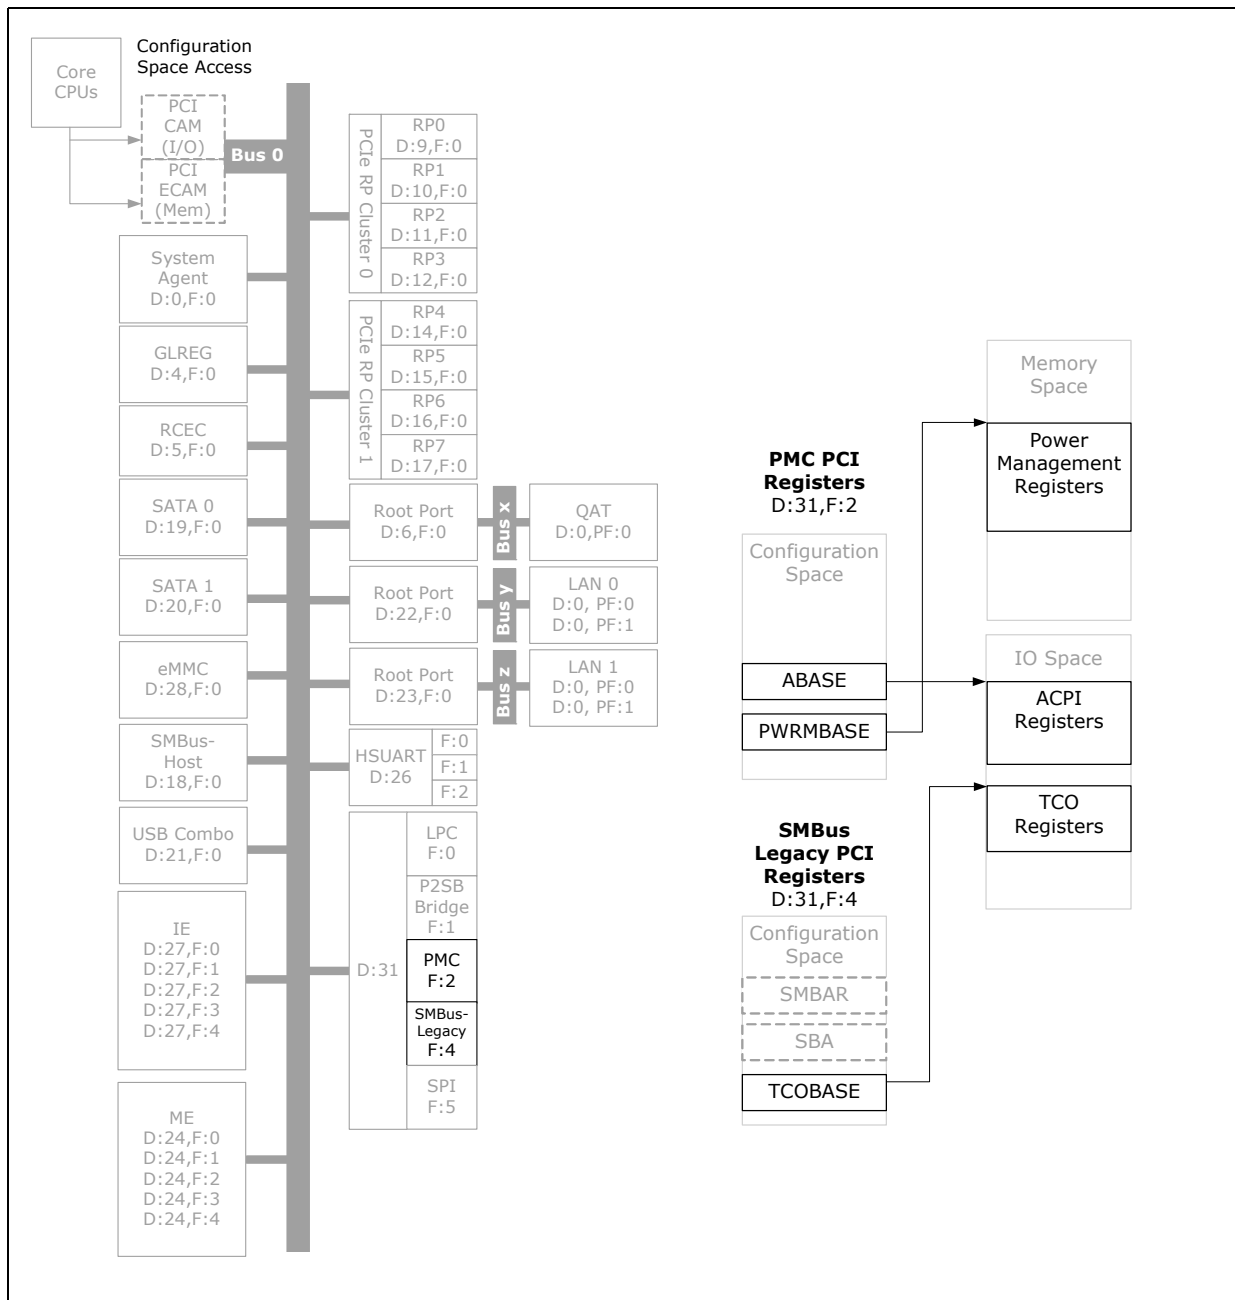 Configuration
Space Access
Core
CPUs
PCI
CAM
(I/O)
PCI
ECAM
(Mem)
Bus 0
System
Agent
D:0,F:0
GLREG
D:4,F:0
RCEC
D:5,F:0
SATA 0
D:19,F:0
SATA 1
D:20,F:0
eMMC
D:28,F:0
SMBus-
Host
D:18,F:0
USB Combo
D:21,F:0
IE
D:27,F:0
D:27,F:1
D:27,F:2
D:27,F:3
D:27,F:4
ME
D:24,F:0
D:24,F:1
D:24,F:2
D:24,F:3
D:24,F:4
PCIe RP Cluster 0
RP0
D:9,F:0
RP1
D:10,F:0
RP2
D:11,F:0
RP3
D:12,F:0
PCIe RP Cluster 1
RP4
D:14,F:0
RP5
D:15,F:0
RP6
D:16,F:0
RP7
D:17,F:0
Root Port
D:6,F:0
Bus x
QAT
D:0,PF:0
Root Port
D:22,F:0
Bus y
LAN 0
D:0, PF:0
D:0, PF:1
Root Port
D:23,F:0
Bus z
LAN 1
D:0, PF:0
D:0, PF:1
HSUART
D:26
F:0
F:1
F:2
D:31
LPC
F:0
P2SB
Bridge
F:1
PMC
F:2
SMBus-
Legacy
F:4
SPI
F:5
PMC PCI
Registers
D:31,F:2
Configuration
Space
ABASE
PWRMBASE
SMBus
Legacy PCI
Registers
D:31,F:4
Configuration
Space
SMBAR
SBA
TCOBASE
Memory
Space
Power
Management
Registers
IO Space
ACPI
Registers
TCO
Registers